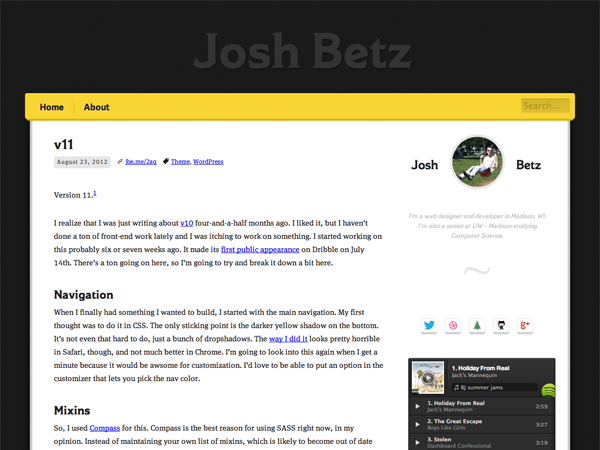 Josh Betz
Home
About
Search...
v11
August 23, 2012
jbe.me/2aq
Theme, WordPress
Version 11.1
I realize that I was just writing about v10 four-and-a-half months ago. I liked it, but I haven't
done a ton of front-end work lately and I was itching to work on something. I started working on
this probably six or seven weeks ago. It made its first public appearance on Dribble on July
14th. There's a ton going on here, so I'm going to try and break it down a bit here.
Navigation
When I finally had something I wanted to build, I started with the main navigation. My first
thought was to do it in CSS. The only sticking point is the darker yellow shadow on the bottom.
It's not even that hard to do, just a bunch of dropshadows. The way I did it looks pretty horrible
in Safari, though, and not much better in Chrome. I'm going to look into this again when I get a
minute because it would be awsome for customization. I'd love to be able to put an option in the
customizer that lets you pick the nav color.
Mixins
So, I used Compass for this. Compass is the best reason for using SASS right now, in my
opinion. Instead of maintaining your own list of mixins, which is likely to become out of date
Josh
Betz
I'm a web designer and developer in Madison, WI.
I'm also a senior at UW - Madison studying
Computer Science.
1. Holiday From Real
Jack's Mannequin
RJ summer jams
1. Holiday From Real
Jack's Mannequin
2:59
2. The Great Escape
Boys Like Girls
3:27
3. Stolen
Dashboard Confessional
3:19